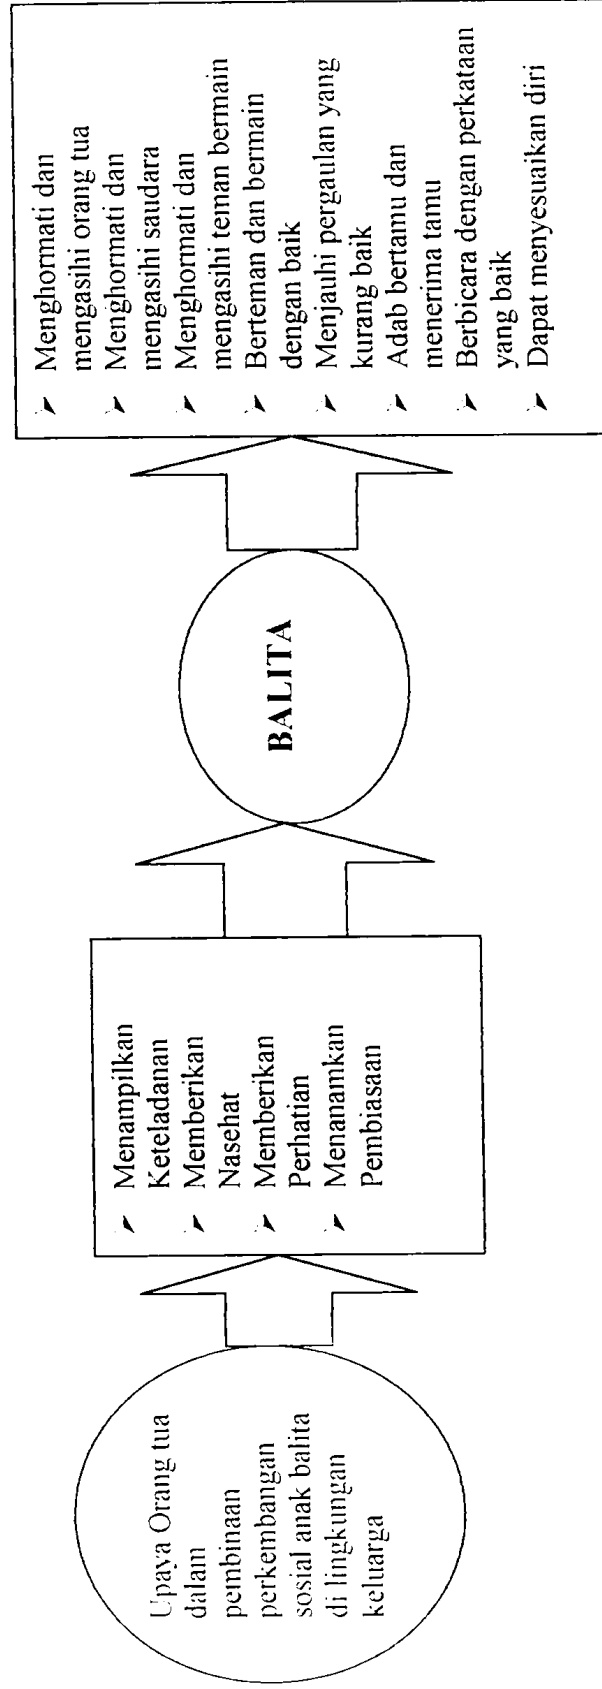 Upaya Orang tua
dalam
pembinaan
perkembangan
sosial anak balita
di lingkungan
keluarga
➤ Menampilkan
Keteladanan
➤ Memberikan
Nasehat
➤ Memberikan
Perhatian
➤ Menanamkan
Pembiasaan
BALITA
➤ Menghormati dan
mengasihi orang tua
➤ Menghormati dan
mengasihi saudara
➤ Menghormati dan
mengasihi teman bermain
➤ Berteman dan bermain
dengan baik
➤ Menjauhi pergaulan yang
kurang baik
➤ Adab bertamu dan
menerima tamu
➤ Berbicara dengan perkataan
yang baik
➤ Dapat menyesuaikan diri